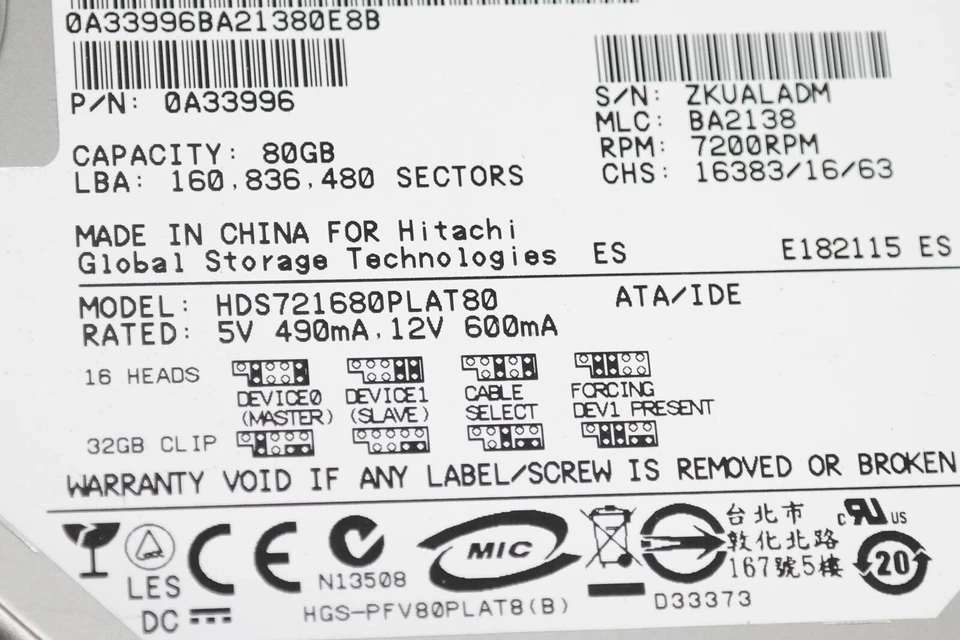 0A33996BA21380E8B
P/N: 0A33996
S/N: ZKUALADM
MLC: BA2138
RPM: 7200RPM
CHS: 16383/16/63
CAPACITY: 80GB
LBA: 160,836,480 SECTORS
MADE IN CHINA FOR Hitachi
Global Storage Technologies ES E182115 ES
MODEL: HDS721680PLAT80 ATA/IDE
RATED: 5V 490mA,12V 600mA
16 HEADS
DEVICE0
(MASTER)
DEVICE1
(SLAVE)
CABLE
SELECT
FORCING
DEV1 PRESENT
32GB CLIP
WARRANTY VOID IF ANY LABEL/SCREW IS REMOVED OR BROKEN
LES
DC
CE
N13508
MIC
HGS-PFV80PLAT8(B)
D33373
台北市
敦化北路
167號5樓
c RU US
20